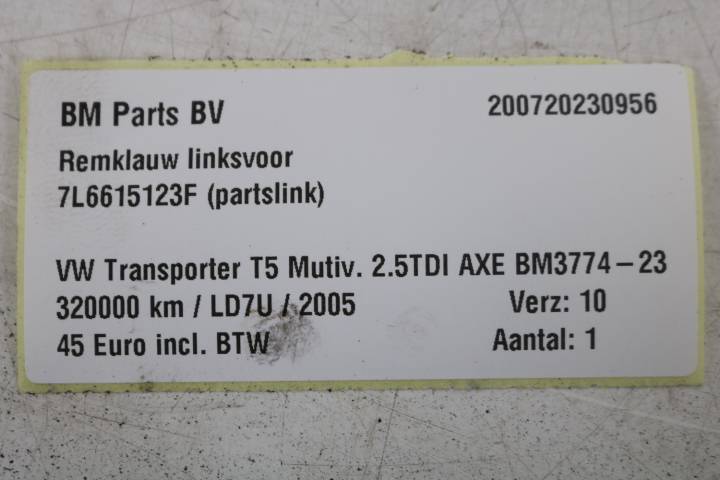 BM Parts BV 200720230956
Remklauw linksvoor
7L6615123F (partslink)
VW Transporter T5 Mutiv. 2.5TDI AXE BM3774-23
320000 km / LD7U / 2005 Verz: 10
45 Euro incl. BTW Aantal: 1